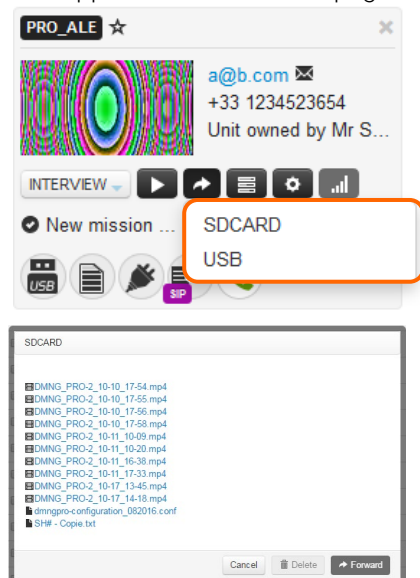 PRO_ALE
a@b.com
+33 1234523654
Unit owned by Mr S...
INTERVIEW
New mission ...
SDCARD
USB
USB
SIP
SDCARD
DMNG_PRO-2_10-10_17-54.mp4
DMNG_PRO-2_10-10_17-55.mp4
DMNG_PRO-2_10-10_17-56.mp4
DMNG_PRO-2_10-10_17-58.mp4
DMNG_PRO-2_10-11_10-09.mp4
DMNG_PRO-2_10-11_10-20.mp4
DMNG_PRO-2_10-11_16-38.mp4
DMNG_PRO-2_10-11_17-33.mp4
DMNG_PRO-2_10-17_13-45.mp4
DMNG_PRO-2_10-17_14-18.mp4
dmngpro-configuration_082016.conf
SH# - Copie.txt
Cancel Delete Forward